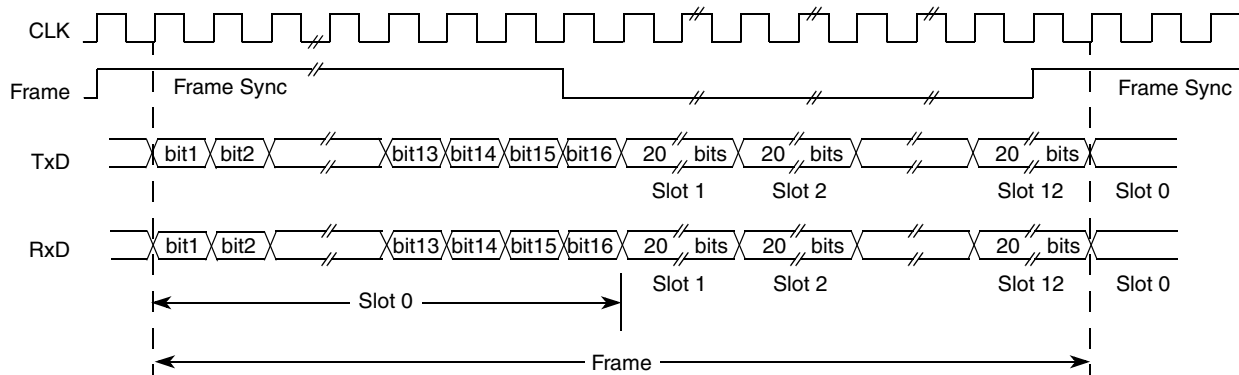 CLK
Frame Frame Sync Frame Sync
TxD bit1 bit2 bit13 bit14 bit15 bit16 20 bits 20 bits 20 bits
Slot 1 Slot 2 Slot 12 Slot 0
RxD bit1 bit2 bit13 bit14 bit15 bit16 20 bits 20 bits 20 bits
Slot 1 Slot 2 Slot 12 Slot 0
Slot 0
Frame